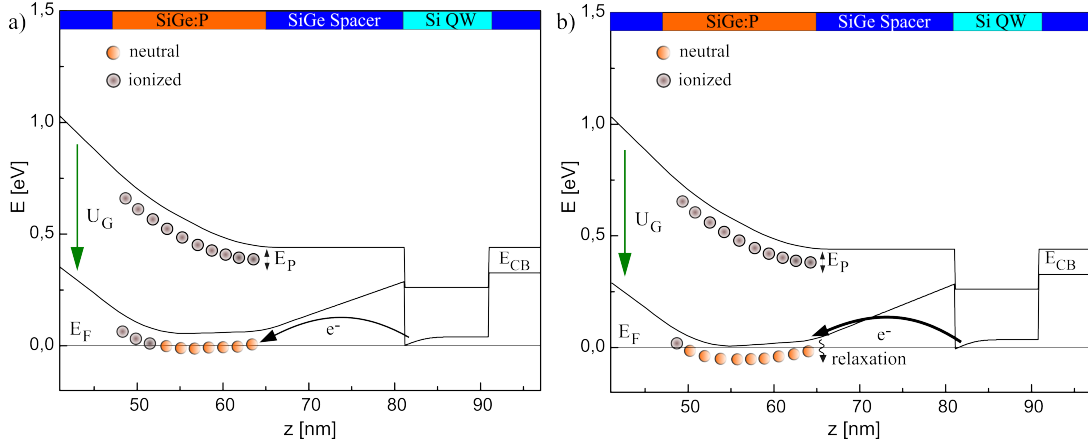 a)
SiGe:P SiGe Spacer Si QW
neutral
ionized
1,5
1,0
0,5
0,0
E [eV]
U_G
E_P
E_CB
E_F
e-
50 60 70 80 90
z [nm]
b)
SiGe:P SiGe Spacer Si QW
neutral
ionized
1,5
1,0
0,5
0,0
E [eV]
U_G
E_P
E_CB
E_F
e-
relaxation
50 60 70 80 90
z [nm]